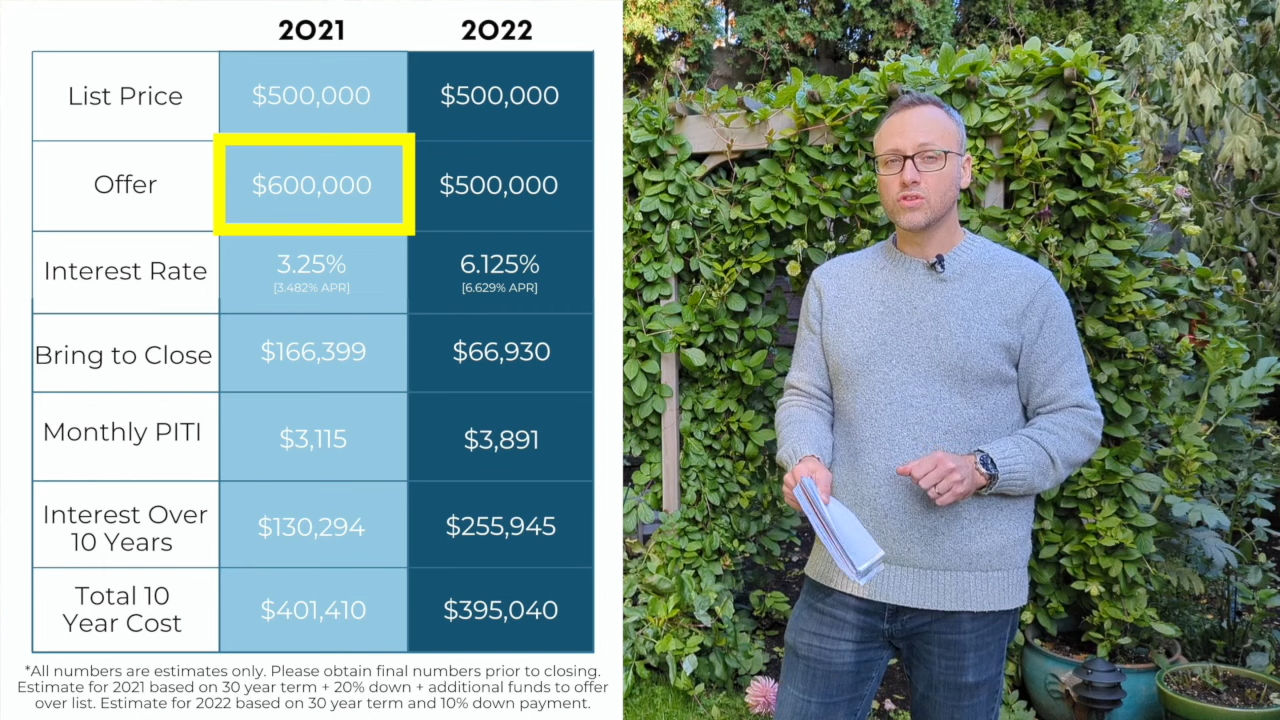 2021 2022
List Price $500,000 $500,000
Offer $600,000 $500,000
Interest Rate 3.25% 6.125%
[3.482% APR] [6.629% APR]
Bring to Close $166,399 $66,930
Monthly PITI $3,115 $3,891
Interest Over
10 Years $130,294 $255,945
Total 10
Year Cost $401,410 $395,040
*All numbers are estimates only. Please obtain final numbers prior to closing.
Estimate for 2021 based on 30 year term + 20% down + additional funds to offer
over list. Estimate for 2022 based on 30 year term and 10% down payment.